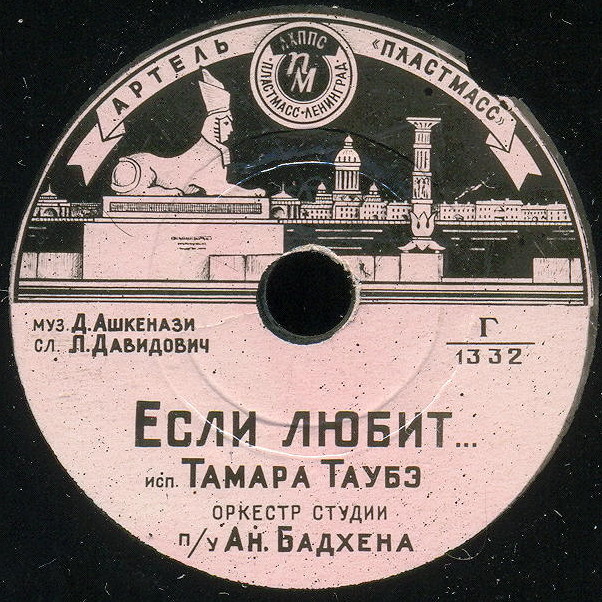 АРТЕЛЬ «ПЛАСТМАСС»
ЛХППС
ПМ
ПЛАСТМАСС-ЛЕНИНГРАД
МУЗ. Д. АШКЕНАЗИ
СЛ. Л. ДАВИДОВИЧ
Г
1332
ЕСЛИ ЛЮБИТ...
ИСП. ТАМАРА ТАУБЭ
ОРКЕСТР СТУДИИ
П/У АН. БАДХЕНА